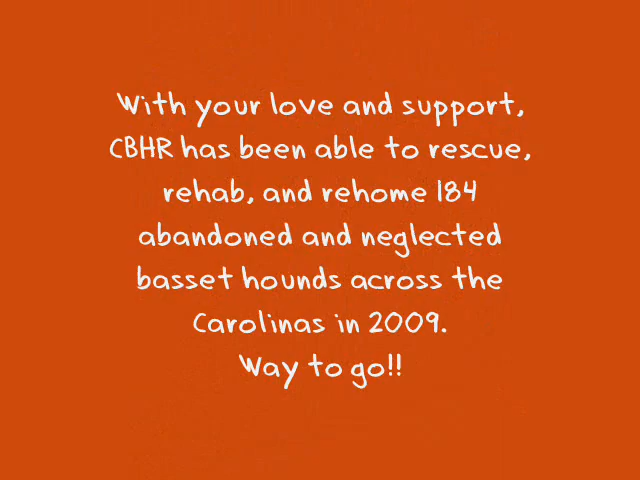 With your love and support,
CBHR has been able to rescue,
rehab, and rehome 184
abandoned and neglected
basset hounds across the
Carolinas in 2009.
Way to go!!